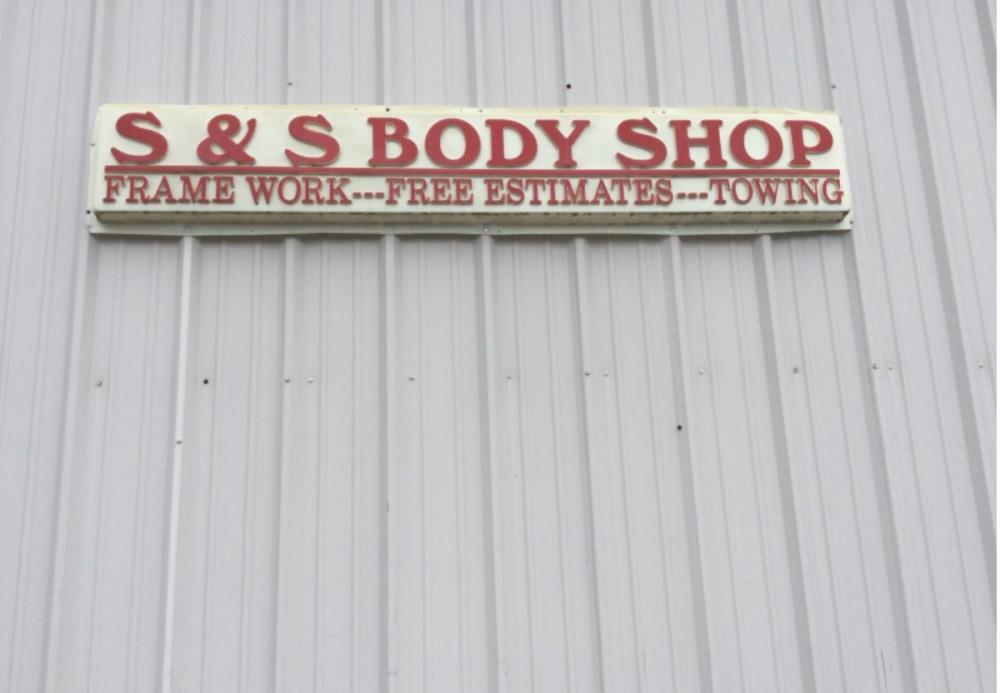 S & S BODY SHOP
FRAME WORK---FREE ESTIMATES---TOWING